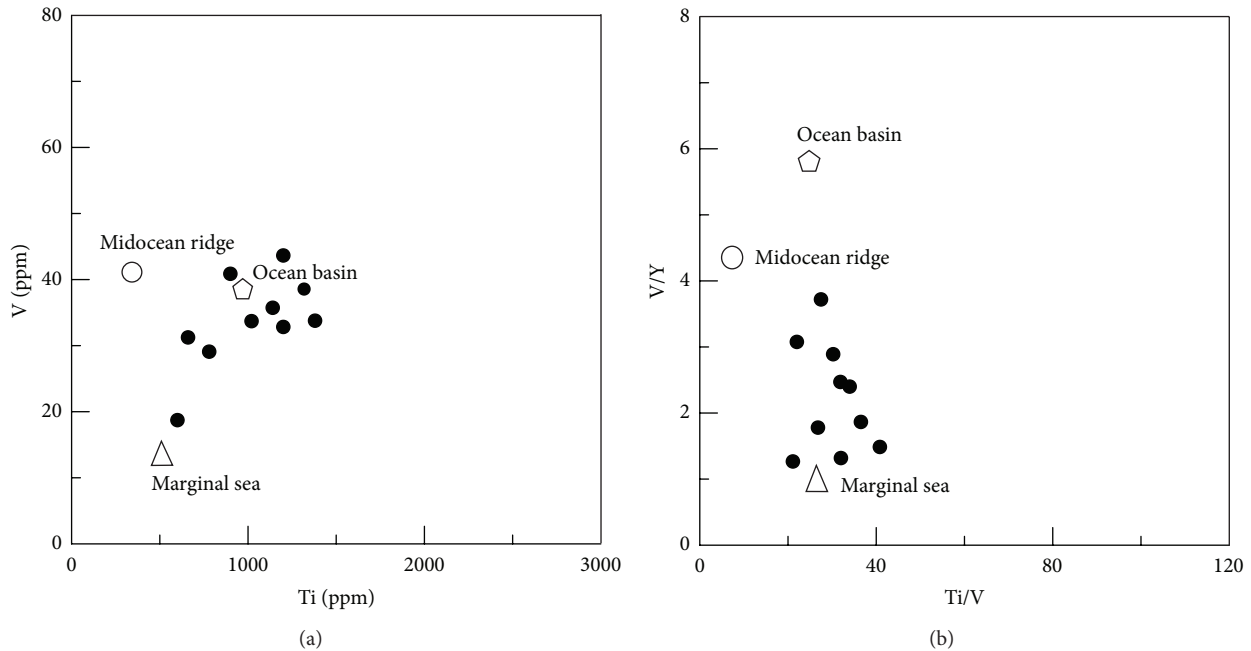 80
60
40
20
0
V (ppm)
Midocean ridge
Ocean basin
Marginal sea
0 1000 2000 3000
Ti (ppm)
(a)
8
6
4
2
0
V/Y
Ocean basin
Midocean ridge
Marginal sea
0 40 80 120
Ti/V
(b)